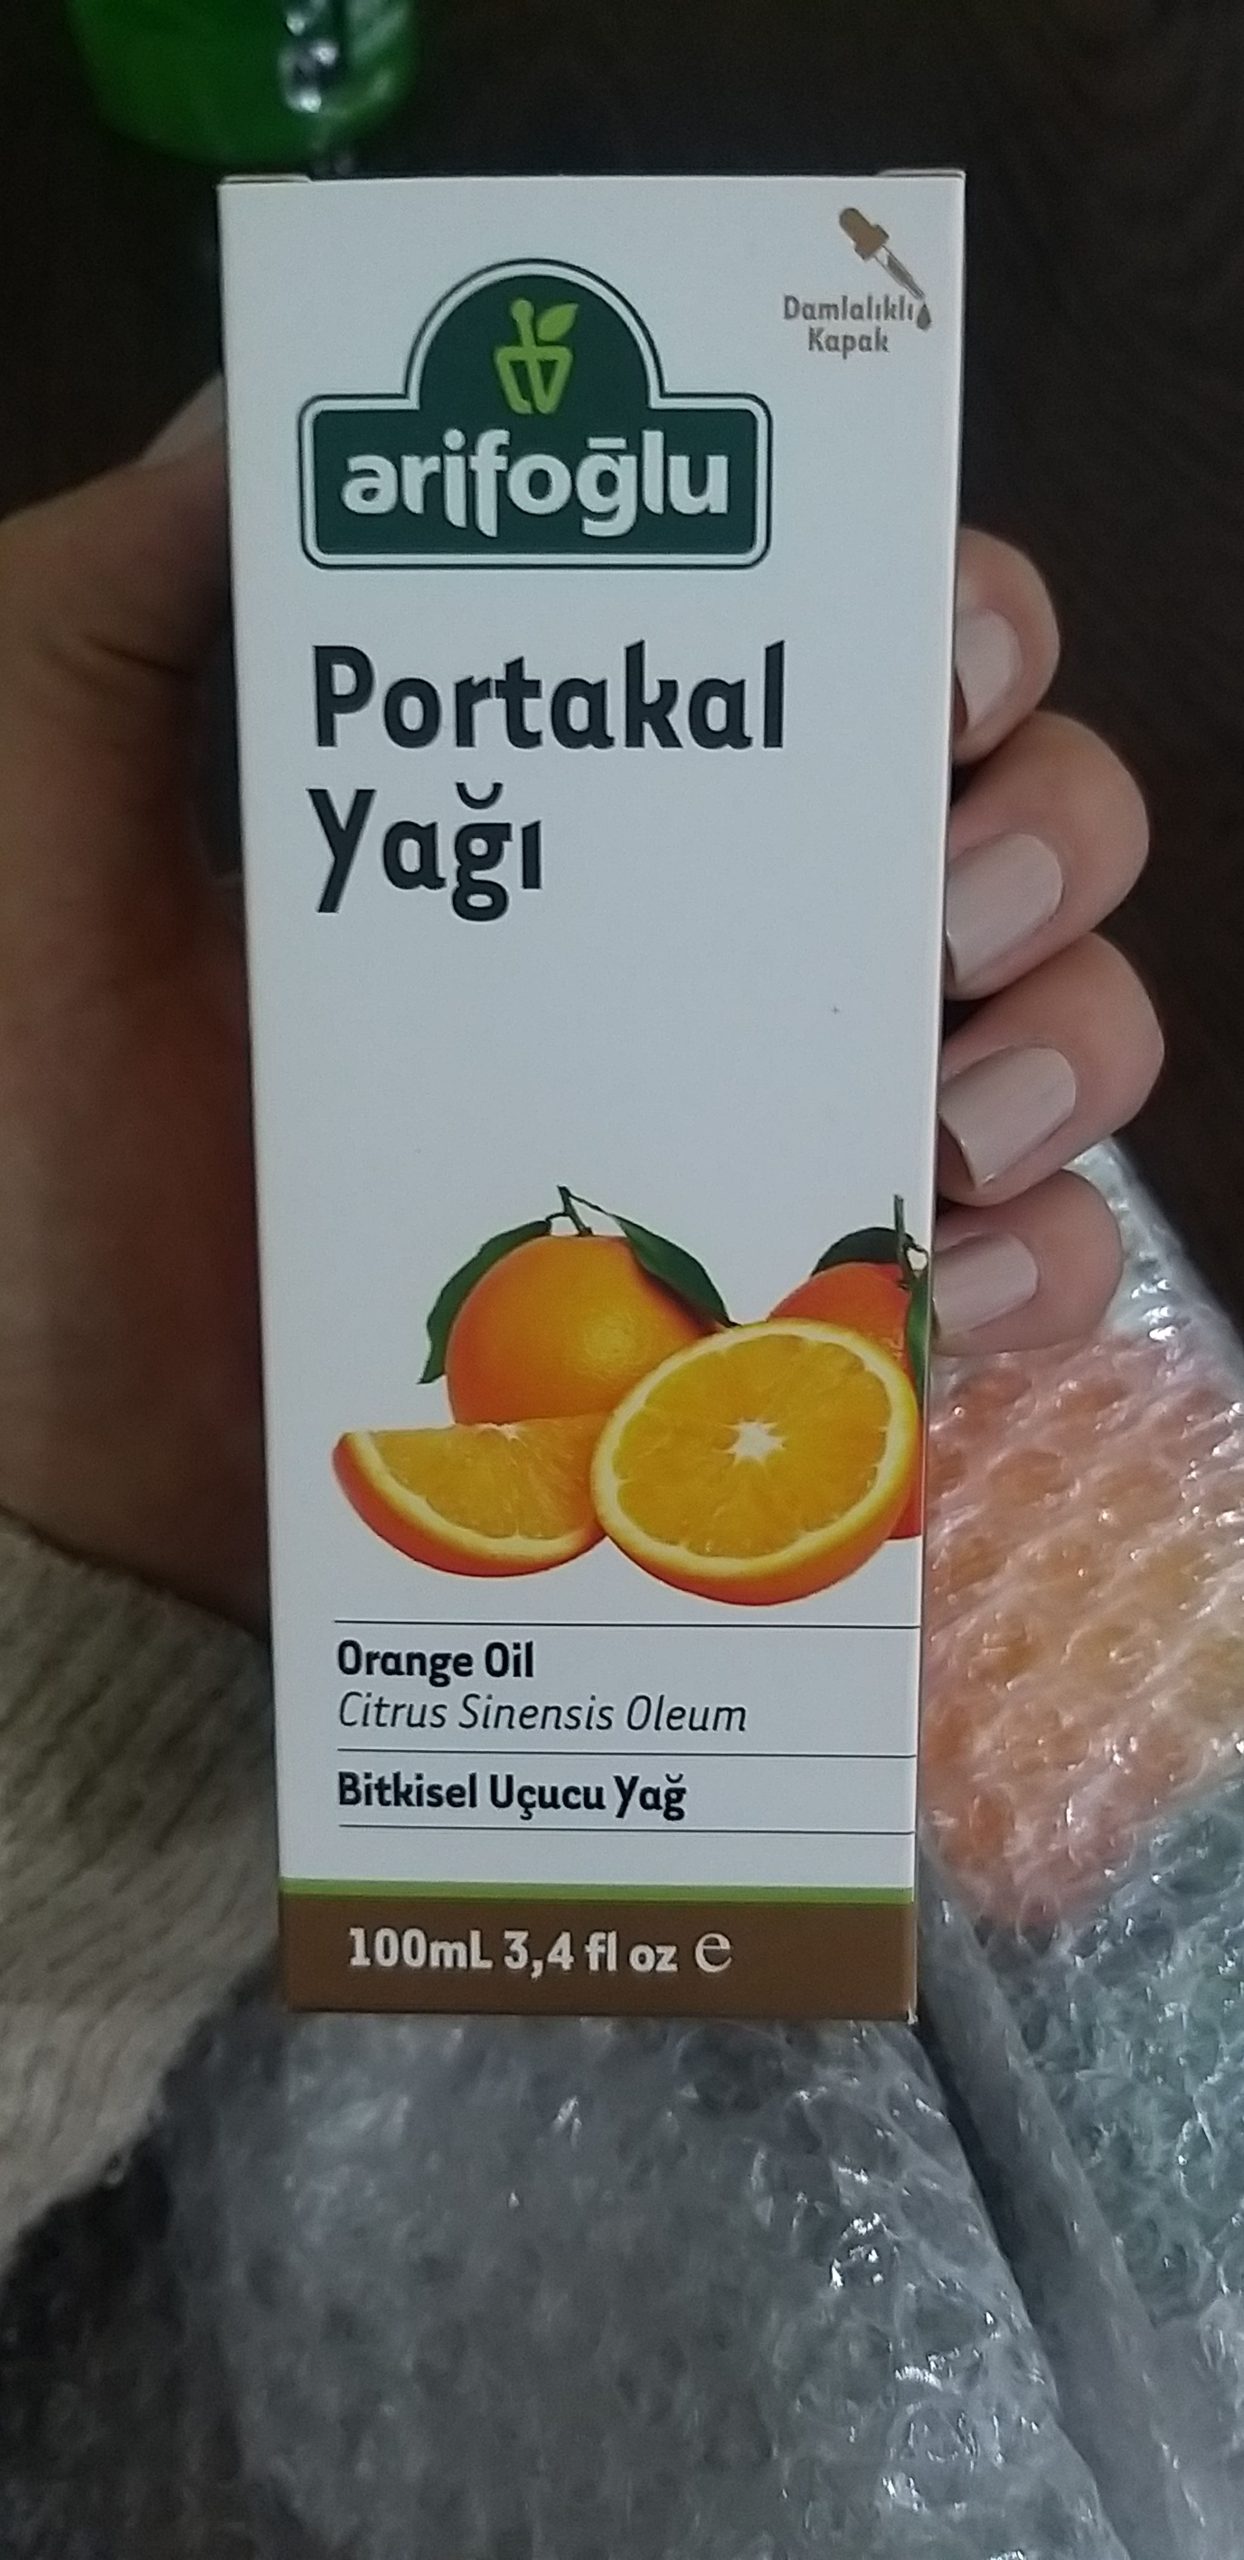 Damlalıklı
Kapak
arifoğlu
Portakal
Yağı
Orange Oil
Citrus Sinensis Oleum
Bitkisel Uçucu Yağ
100mL 3,4 fl oz ℮